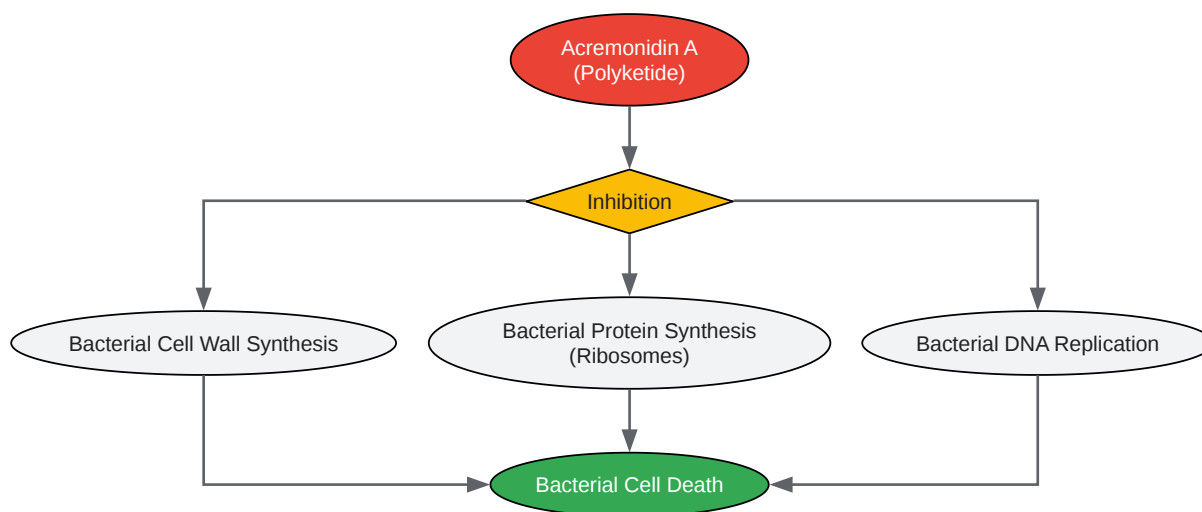 Acremonidin A
(Polyketide)
Inhibition
Bacterial Cell Wall Synthesis
Bacterial Protein Synthesis
(Ribosomes)
Bacterial DNA Replication
Bacterial Cell Death